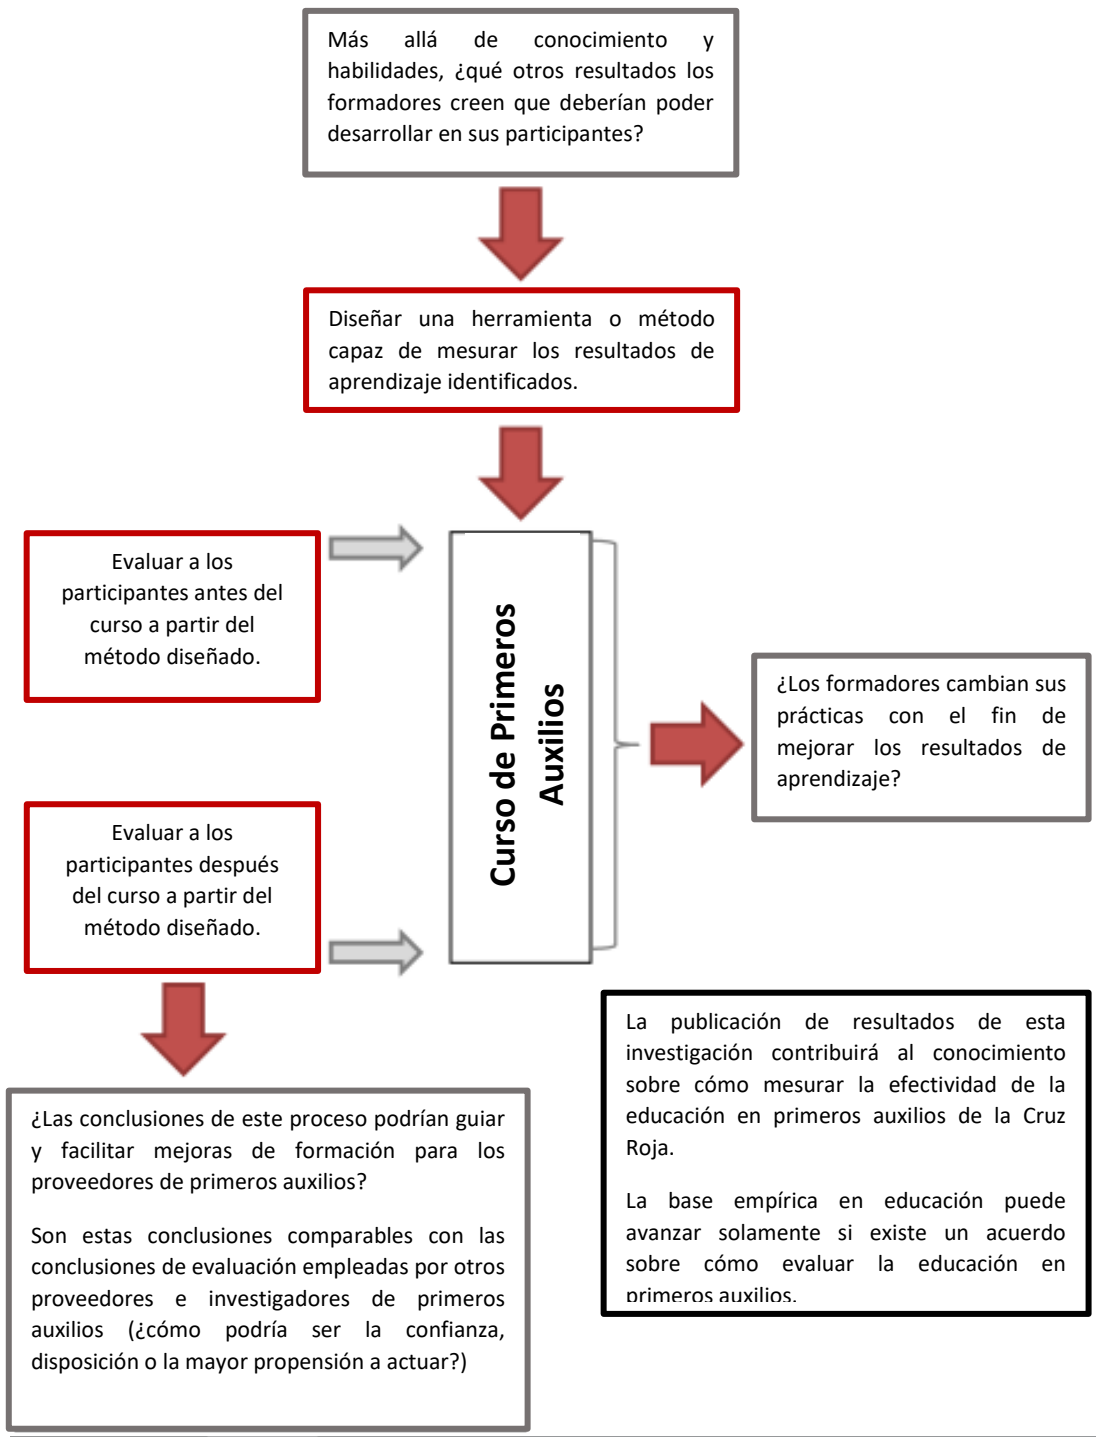 Más allá de conocimiento y
habilidades, ¿qué otros resultados los
formadores creen que deberían poder
desarrollar en sus participantes?
Diseñar una herramienta o método
capaz de mesurar los resultados de
aprendizaje identificados.
Evaluar a los
participantes antes del
curso a partir del
método diseñado.
Curso de Primeros
Auxilios
¿Los formadores cambian sus
prácticas con el fin de
mejorar los resultados de
aprendizaje?
Evaluar a los
participantes después
del curso a partir del
método diseñado.
La publicación de resultados de esta
investigación contribuirá al conocimiento
sobre cómo mesurar la efectividad de la
educación en primeros auxilios de la Cruz
Roja.
La base empírica en educación puede
avanzar solamente si existe un acuerdo
sobre cómo evaluar la educación en
primeros auxilios.
¿Las conclusiones de este proceso podrían guiar
y facilitar mejoras de formación para los
proveedores de primeros auxilios?
Son estas conclusiones comparables con las
conclusiones de evaluación empleadas por otros
proveedores e investigadores de primeros
auxilios (¿cómo podría ser la confianza,
disposición o la mayor propensión a actuar?)